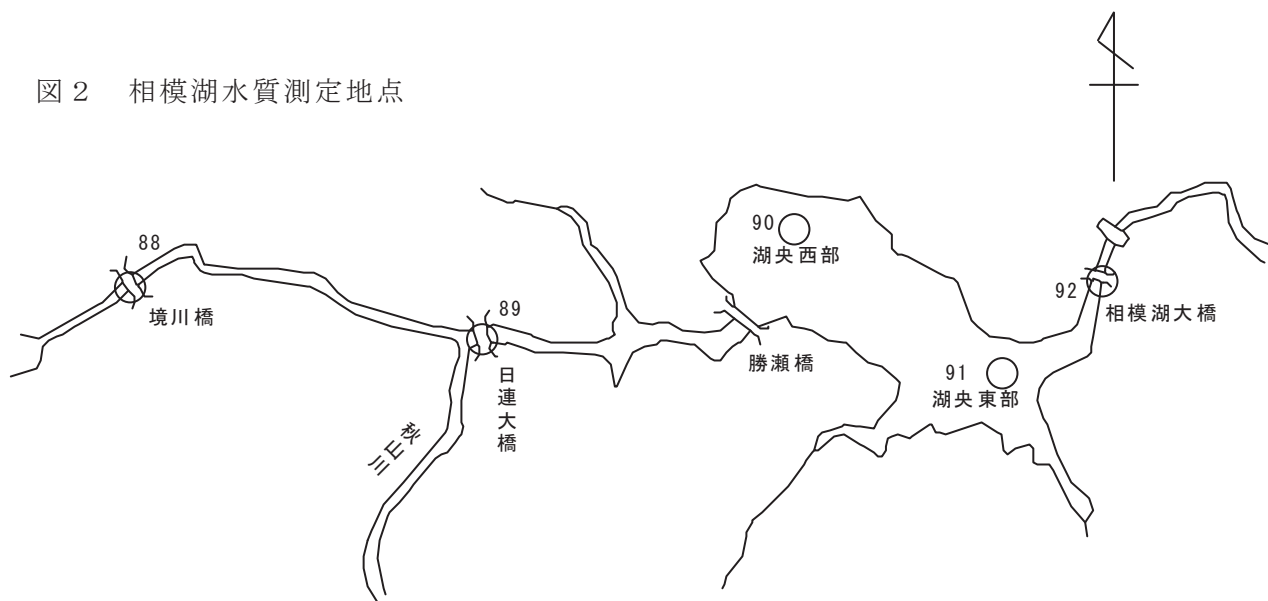 図2 相模湖水質測定地点
88
境川橋
89
日連大橋
秋山川
90
湖央西部
勝瀬橋
91
湖央東部
92
相模湖大橋